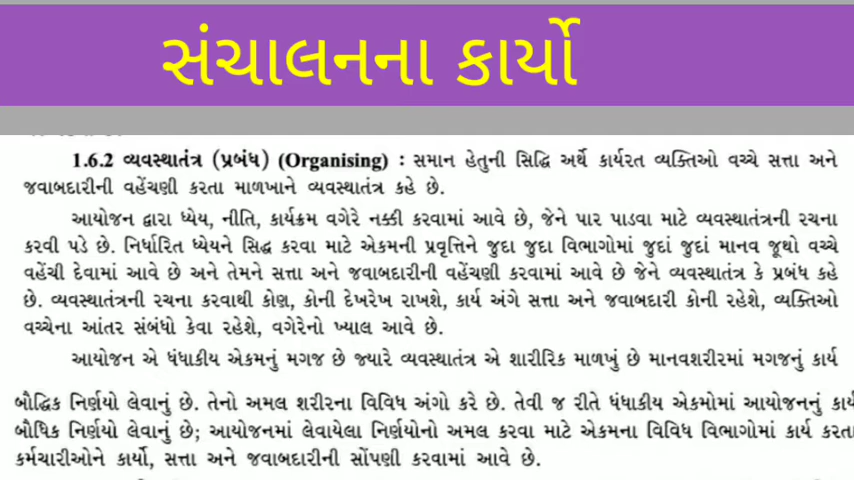 સંચાલનના કાર્યો
1.6.2 વ્યવસ્થાતંત્ર (પ્રબંધ) (Organising) : સમાન હેતુની સિદ્ધિ અર્થે કાર્યરત વ્યક્તિઓ વચ્ચે સત્તા અને
જવાબદારીની વહેંચણી કરતા માળખાને વ્યવસ્થાતંત્ર કહે છે.
આયોજન દ્વારા ધ્યેય, નીતિ, કાર્યક્રમ વગેરે નક્કી કરવામાં આવે છે, જેને પાર પાડવા માટે વ્યવસ્થાતંત્રની રચના
કરવી પડે છે. નિર્ધારિત ધ્યેયને સિદ્ધ કરવા માટે એકમની પ્રવૃત્તિને જુદા જુદા વિભાગોમાં જુદાં જુદાં માનવ જૂથો વચ્ચે
વહેંચી દેવામાં આવે છે અને તેમને સત્તા અને જવાબદારીની વહેંચણી કરવામાં આવે છે જેને વ્યવસ્થાતંત્ર કે પ્રબંધ કહે
છે. વ્યવસ્થાતંત્રની રચના કરવાથી કોણ, કોની દેખરેખ રાખશે, કાર્ય અંગે સત્તા અને જવાબદારી કોની રહેશે, વ્યક્તિઓ
વચ્ચેના આંતર સંબંધો કેવા રહેશે, વગેરેનો ખ્યાલ આવે છે.
આયોજન એ ધંધાકીય એકમનું મગજ છે જ્યારે વ્યવસ્થાતંત્ર એ શારીરિક માળખું છે માનવશરીરમાં મગજનું કાર્ય
બૌદ્ધિક નિર્ણયો લેવાનું છે. તેનો અમલ શરીરના વિવિધ અંગો કરે છે. તેવી જ રીતે ધંધાકીય એકમોમાં આયોજનનું કાર્ય
બૌધિક નિર્ણયો લેવાનું છે; આયોજનમાં લેવાયેલા નિર્ણયોનો અમલ કરવા માટે એકમના વિવિધ વિભાગોમાં કાર્ય કરતા
કર્મચારીઓને કાર્યો, સત્તા અને જવાબદારીની સોંપણી કરવામાં આવે છે.